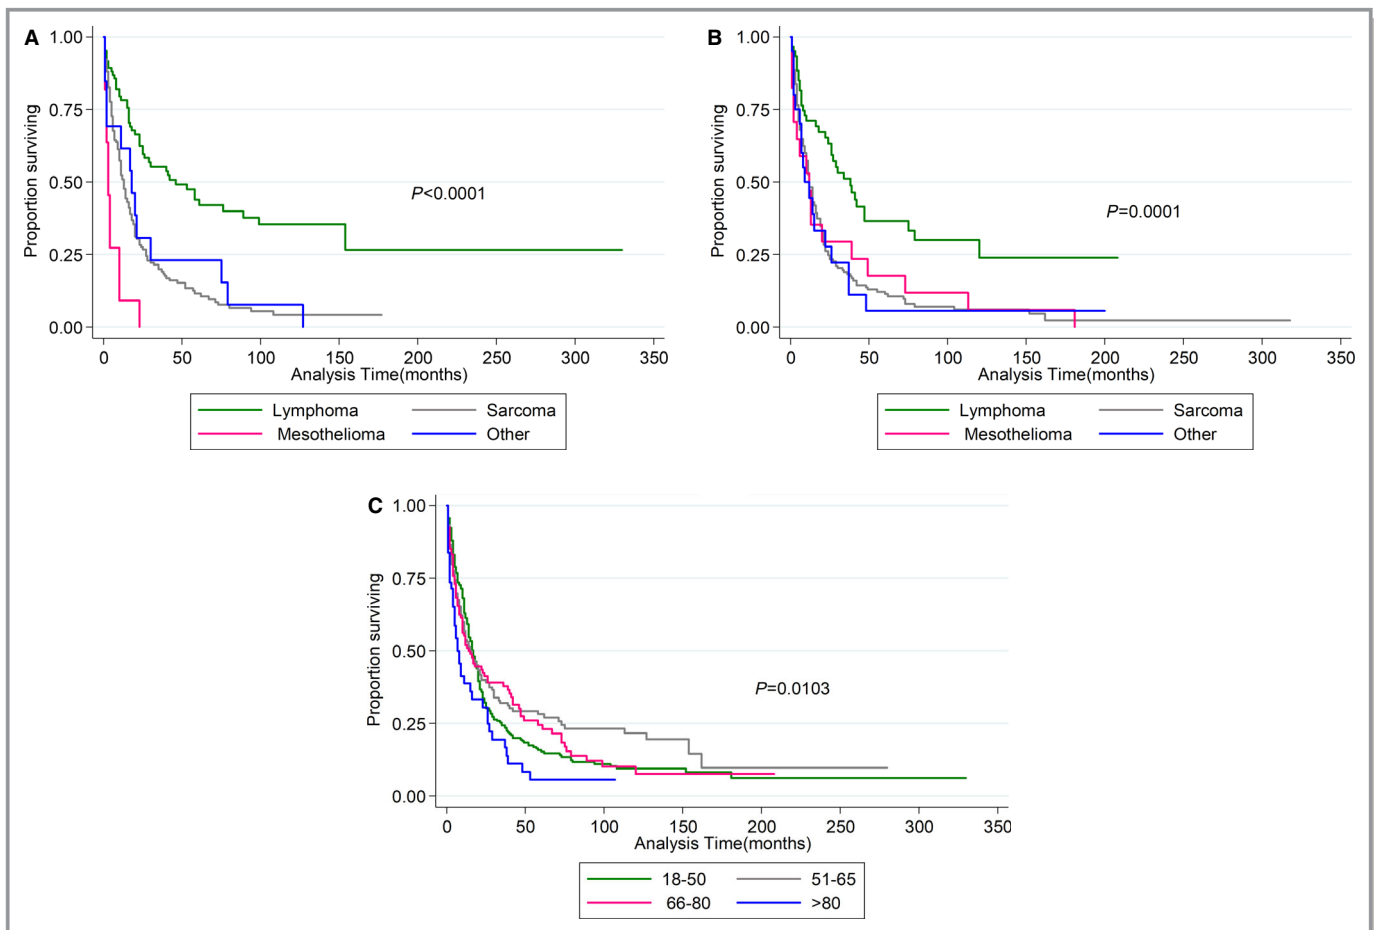 A
1.00
0.75
0.50
0.25
0.00
Proportion surviving
P<0.0001
0 50 100 150 200 250 300 350
Analysis Time(months)
Lymphoma Sarcoma
Mesothelioma Other
B
1.00
0.75
0.50
0.25
0.00
Proportion surviving
P=0.0001
0 50 100 150 200 250 300 350
Analysis Time(months)
Lymphoma Sarcoma
Mesothelioma Other
C
1.00
0.75
0.50
0.25
0.00
Proportion surviving
P=0.0103
0 50 100 150 200 250 300 350
Analysis Time(months)
18-50 51-65
66-80 >80